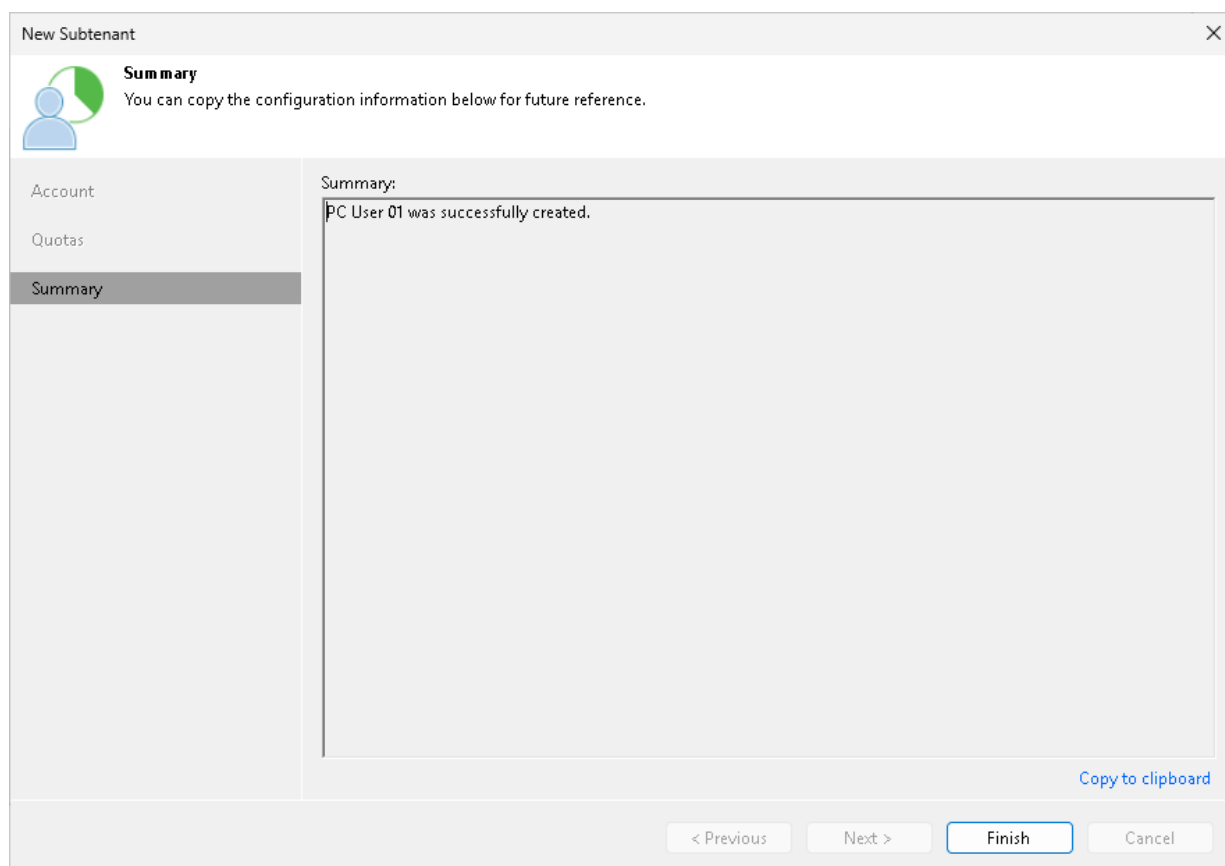 New Subtenant
Summary
You can copy the configuration information below for future reference.
Account
Quotas
Summary
Summary:
PC User 01 was successfully created.
Copy to clipboard
< Previous
Next >
Finish
Cancel